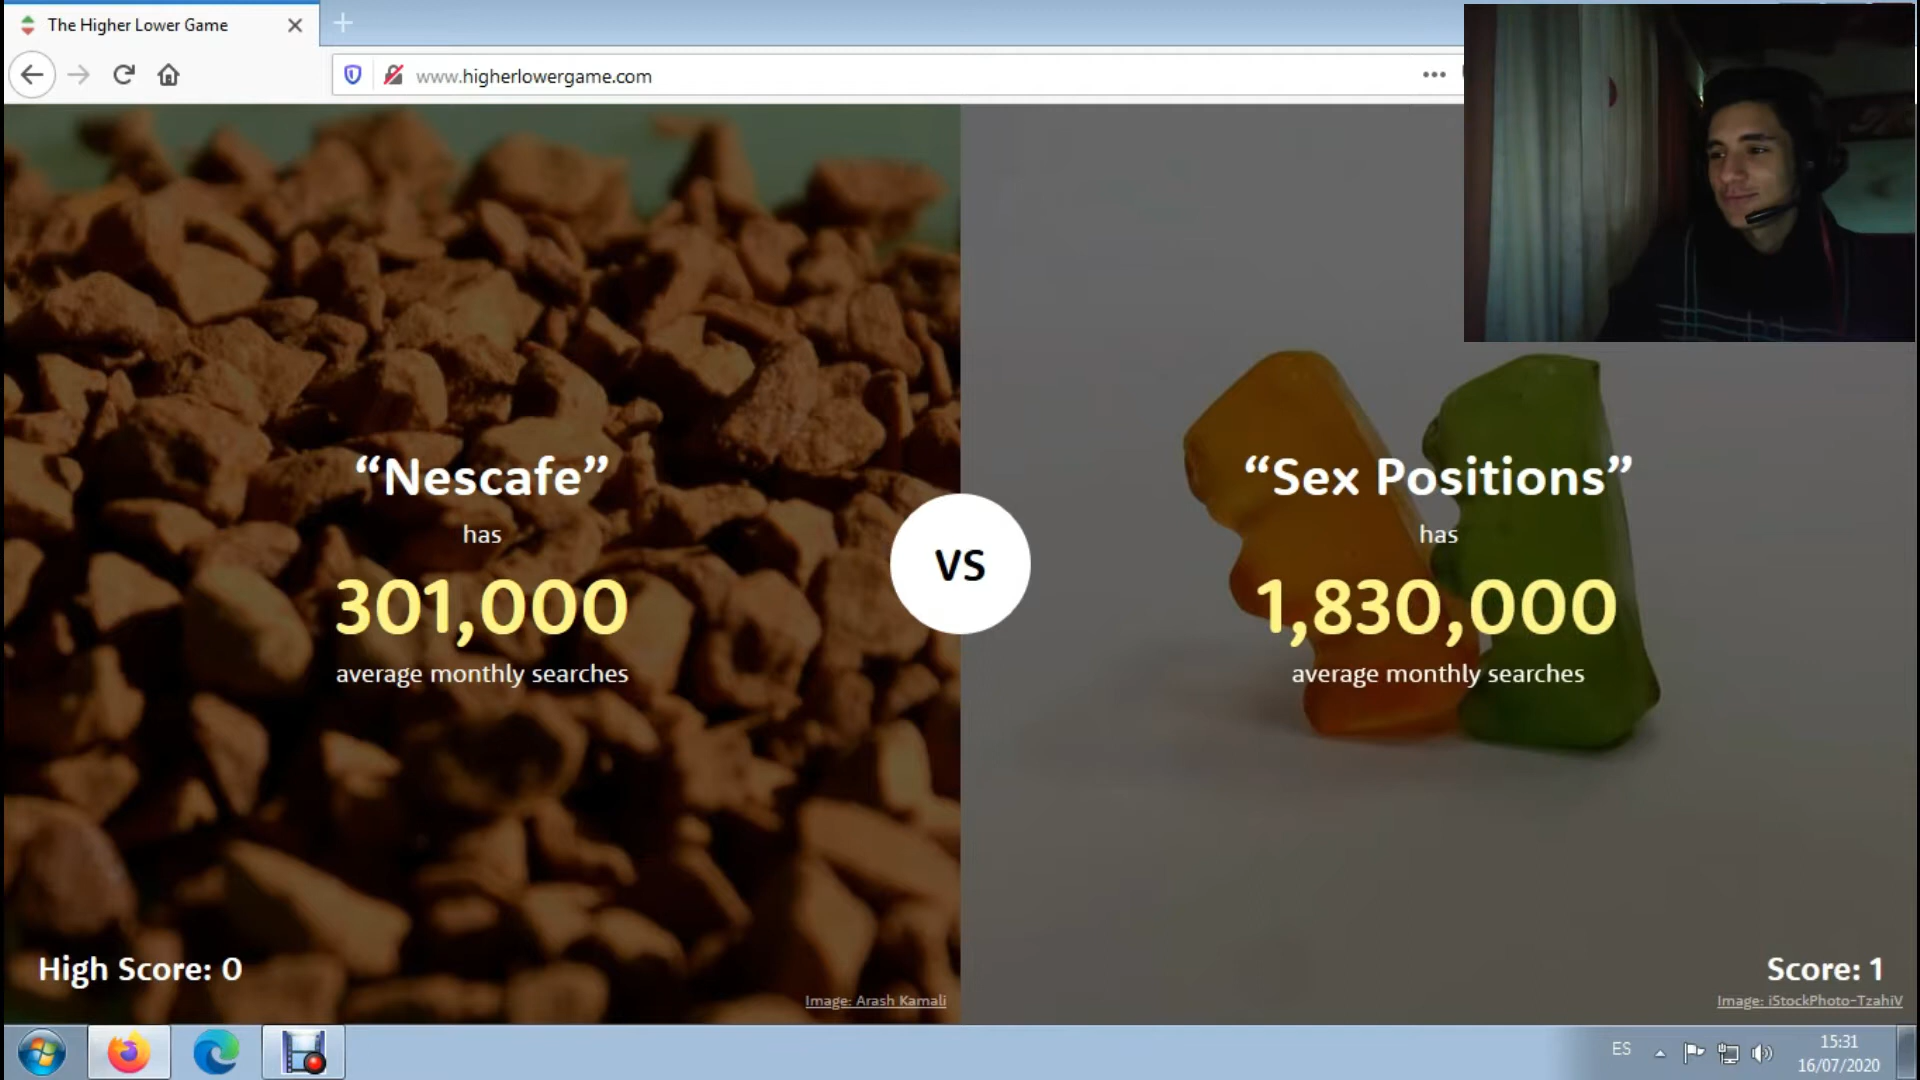 The Higher Lower Game
www.higherlowergame.com
“Nescafe”
has
301,000
average monthly searches
VS
“Sex Positions”
has
1,830,000
average monthly searches
High Score: 0
Score: 1
Image: Arash Kamali
Image: iStockPhoto-TzahiV
ES
15:31
16/07/2020